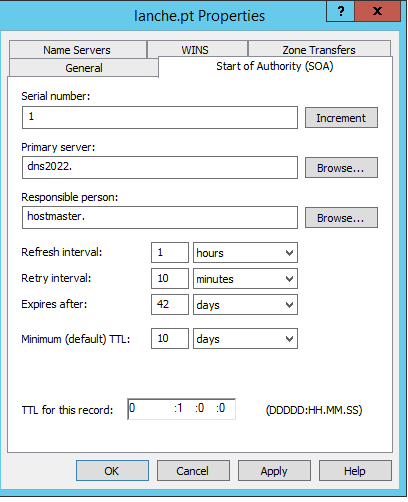 lanche.pt Properties
? X
Name Servers WINS Zone Transfers
General Start of Authority (SOA)
Serial number:
1 Increment
Primary server:
dns2022. Browse...
Responsible person:
hostmaster. Browse...
Refresh interval: 1 hours
Retry interval: 10 minutes
Expires after: 42 days
Minimum (default) TTL: 10 days
TTL for this record: 0 :1 :0 :0 (DDDDD:HH.MM.SS)
OK Cancel Apply Help